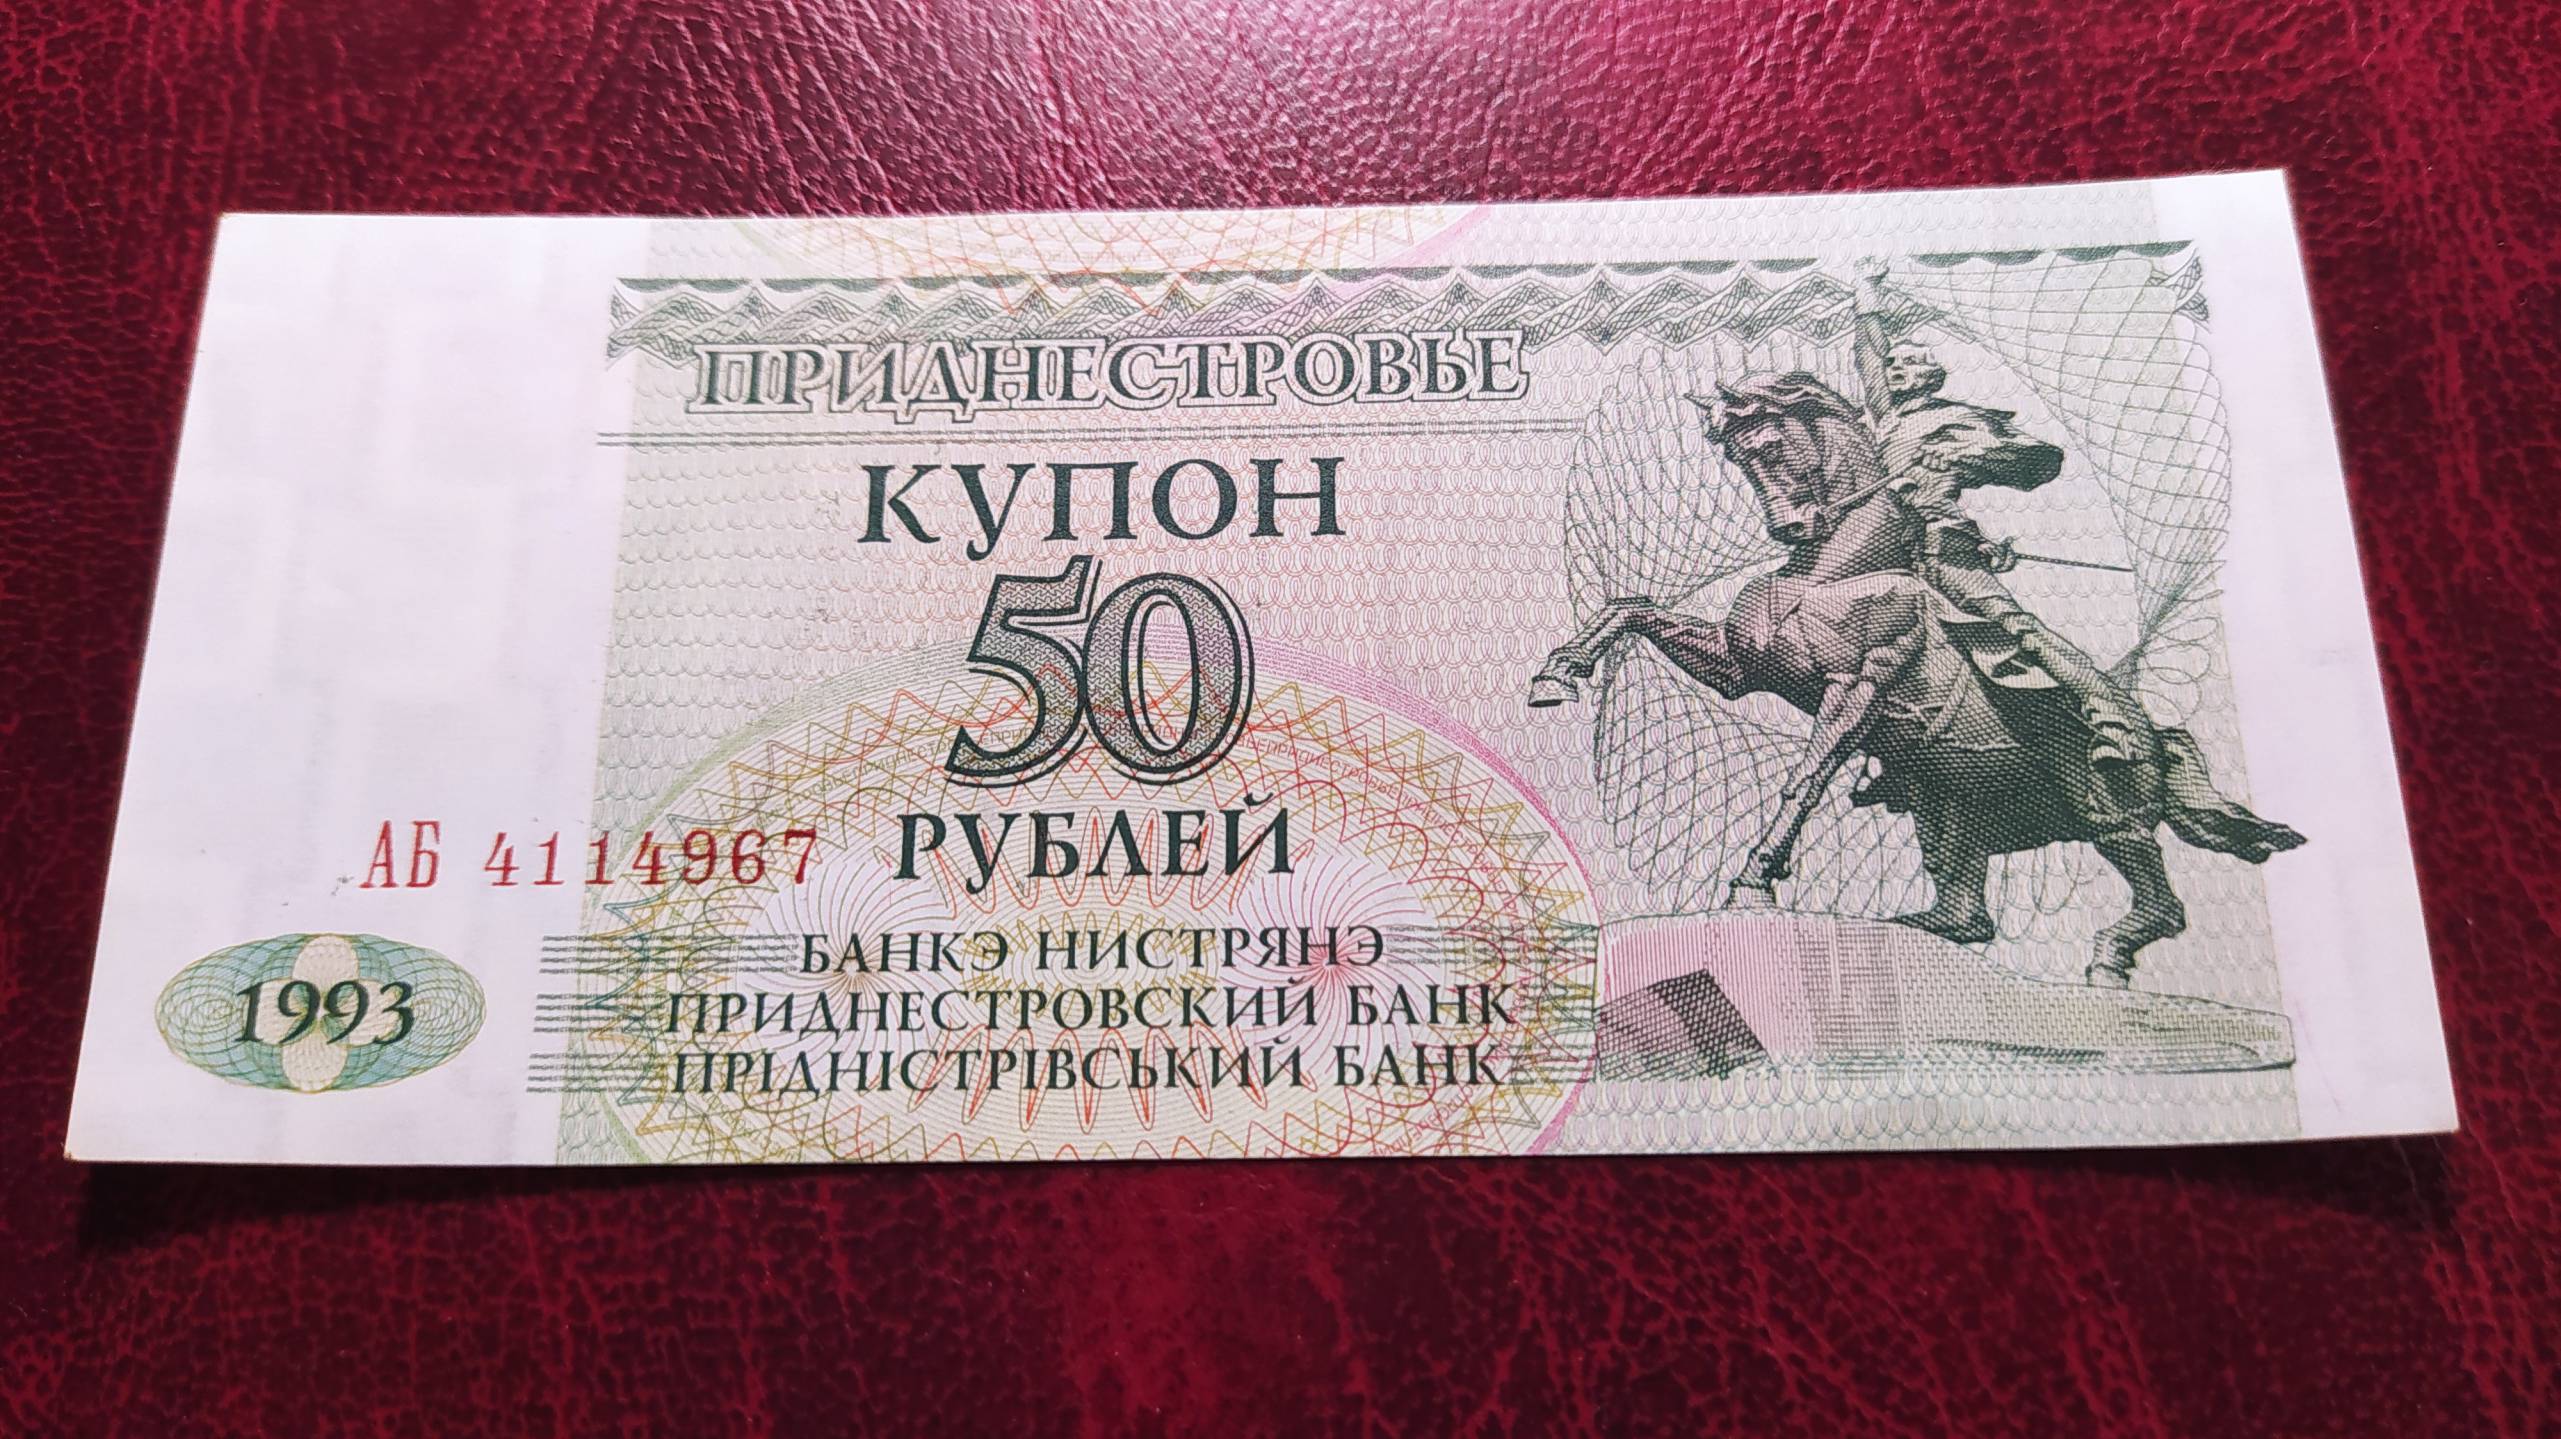 ПРИДНЕСТРОВЬЕ
КУПОН
50
РУБЛЕЙ
АБ 4114967
БАНКЭ НИСТРЯНЭ
1993
ПРИДНЕСТРОВСКИЙ БАНК
ПРІДНІСТРІВСЬКИЙ БАНК